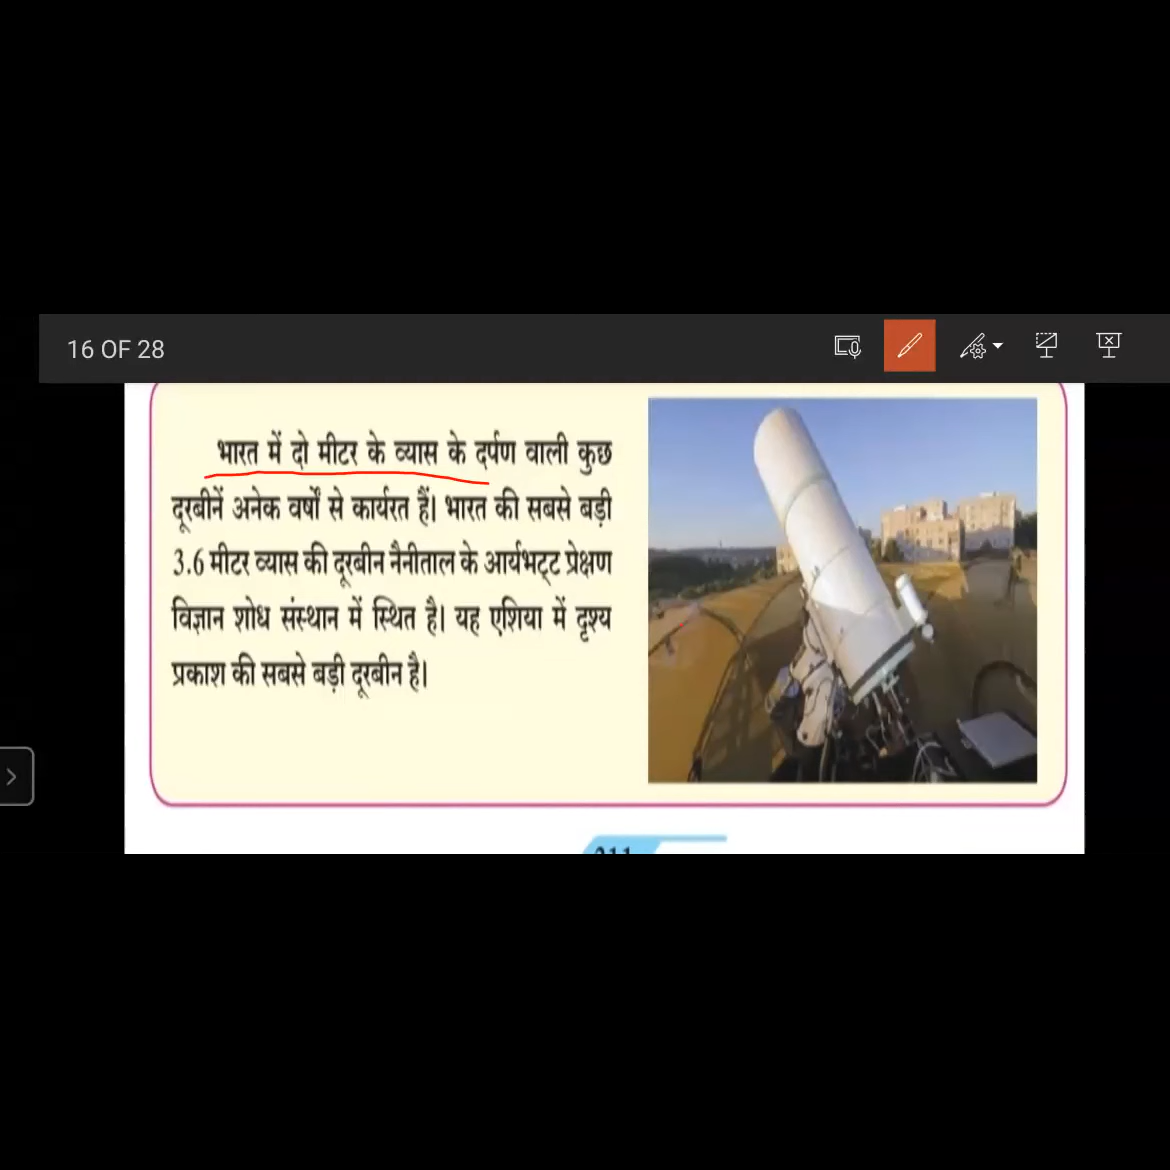 16 OF 28
भारत में दो मीटर के व्यास के दर्पण वाली कुछ
दूरबीनें अनेक वर्षों से कार्यरत हैं। भारत की सबसे बड़ी
3.6 मीटर व्यास की दूरबीन नैनीताल के आर्यभट्‌ट प्रेक्षण
विज्ञान शोध संस्थान में स्थित है। यह एशिया में दृश्य
प्रकाश की सबसे बड़ी दूरबीन है।